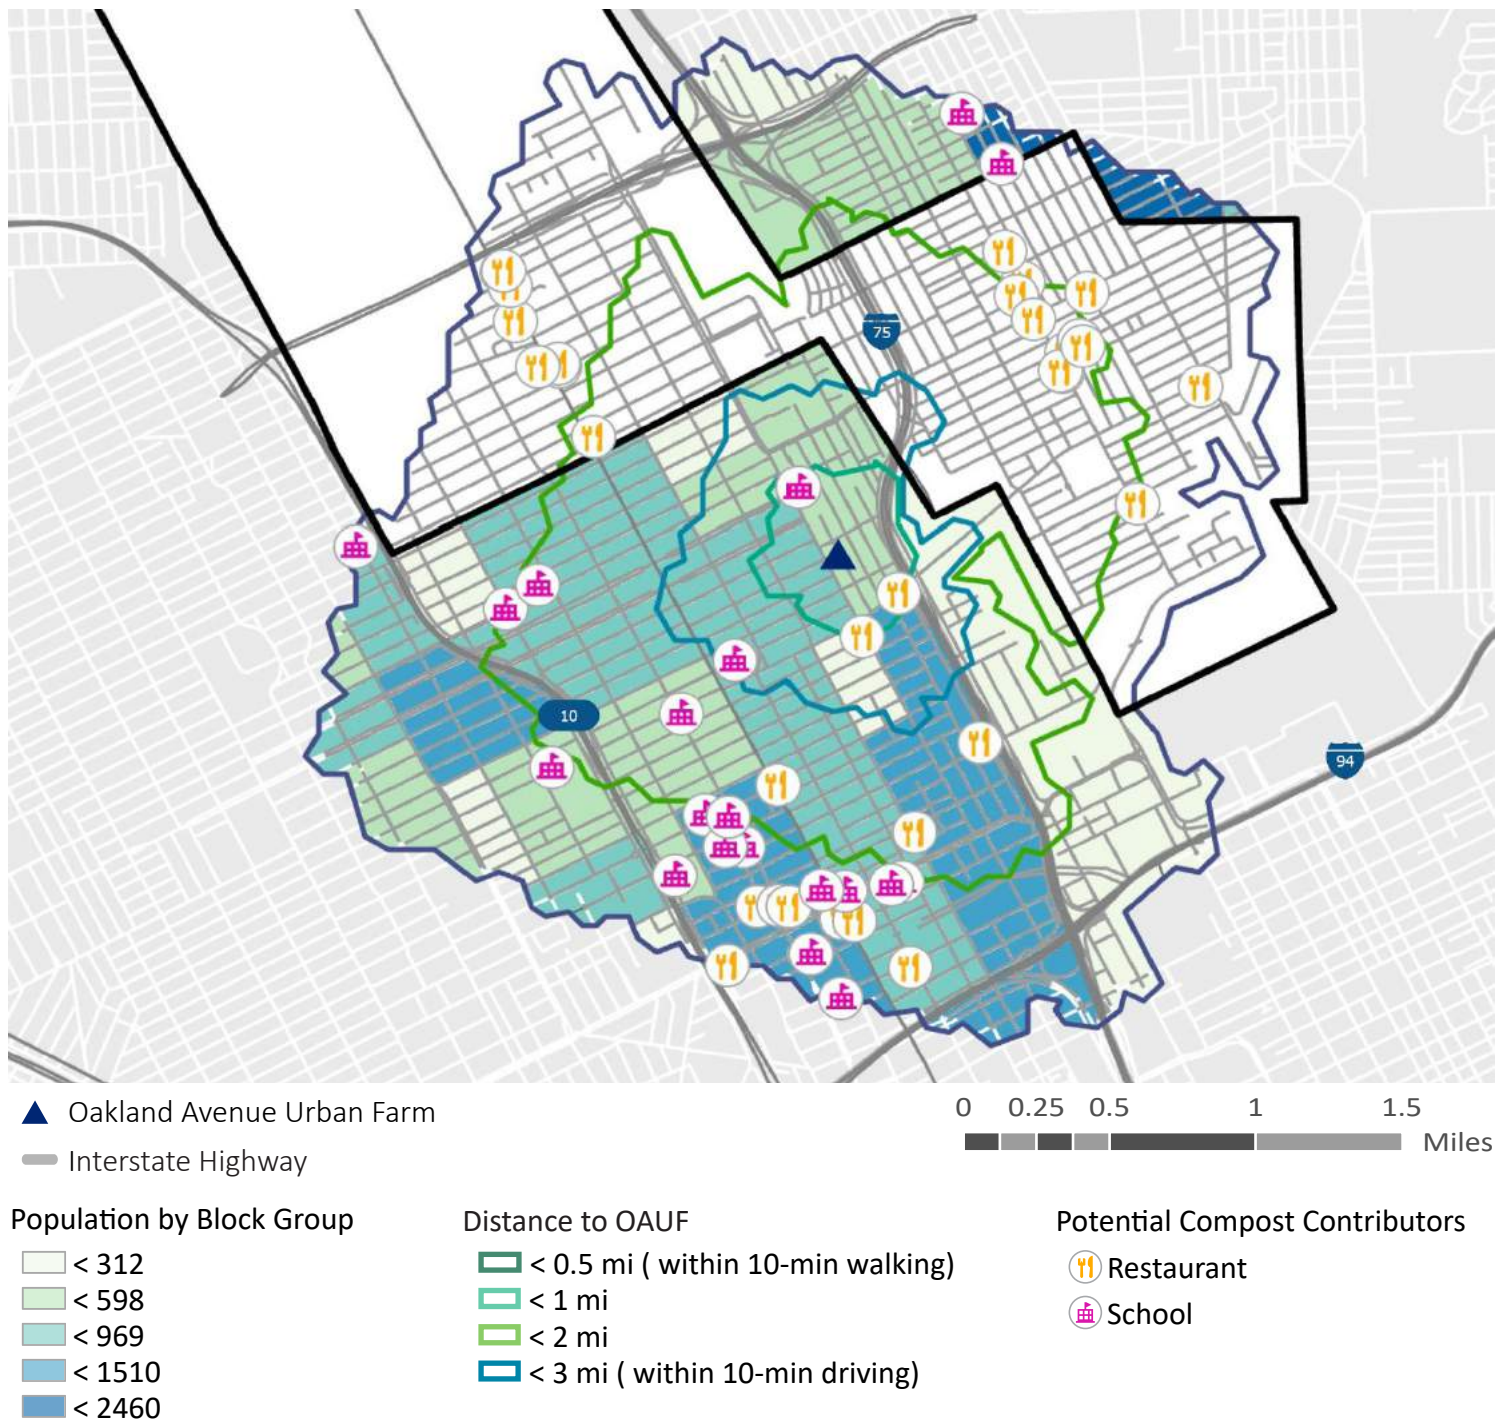 75
10
94
Oakland Avenue Urban Farm
Interstate Highway
0 0.25 0.5 1 1.5
Miles
Population by Block Group
< 312
< 598
< 969
< 1510
< 2460
Distance to OAUF
< 0.5 mi ( within 10-min walking)
< 1 mi
< 2 mi
< 3 mi ( within 10-min driving)
Potential Compost Contributors
Restaurant
School